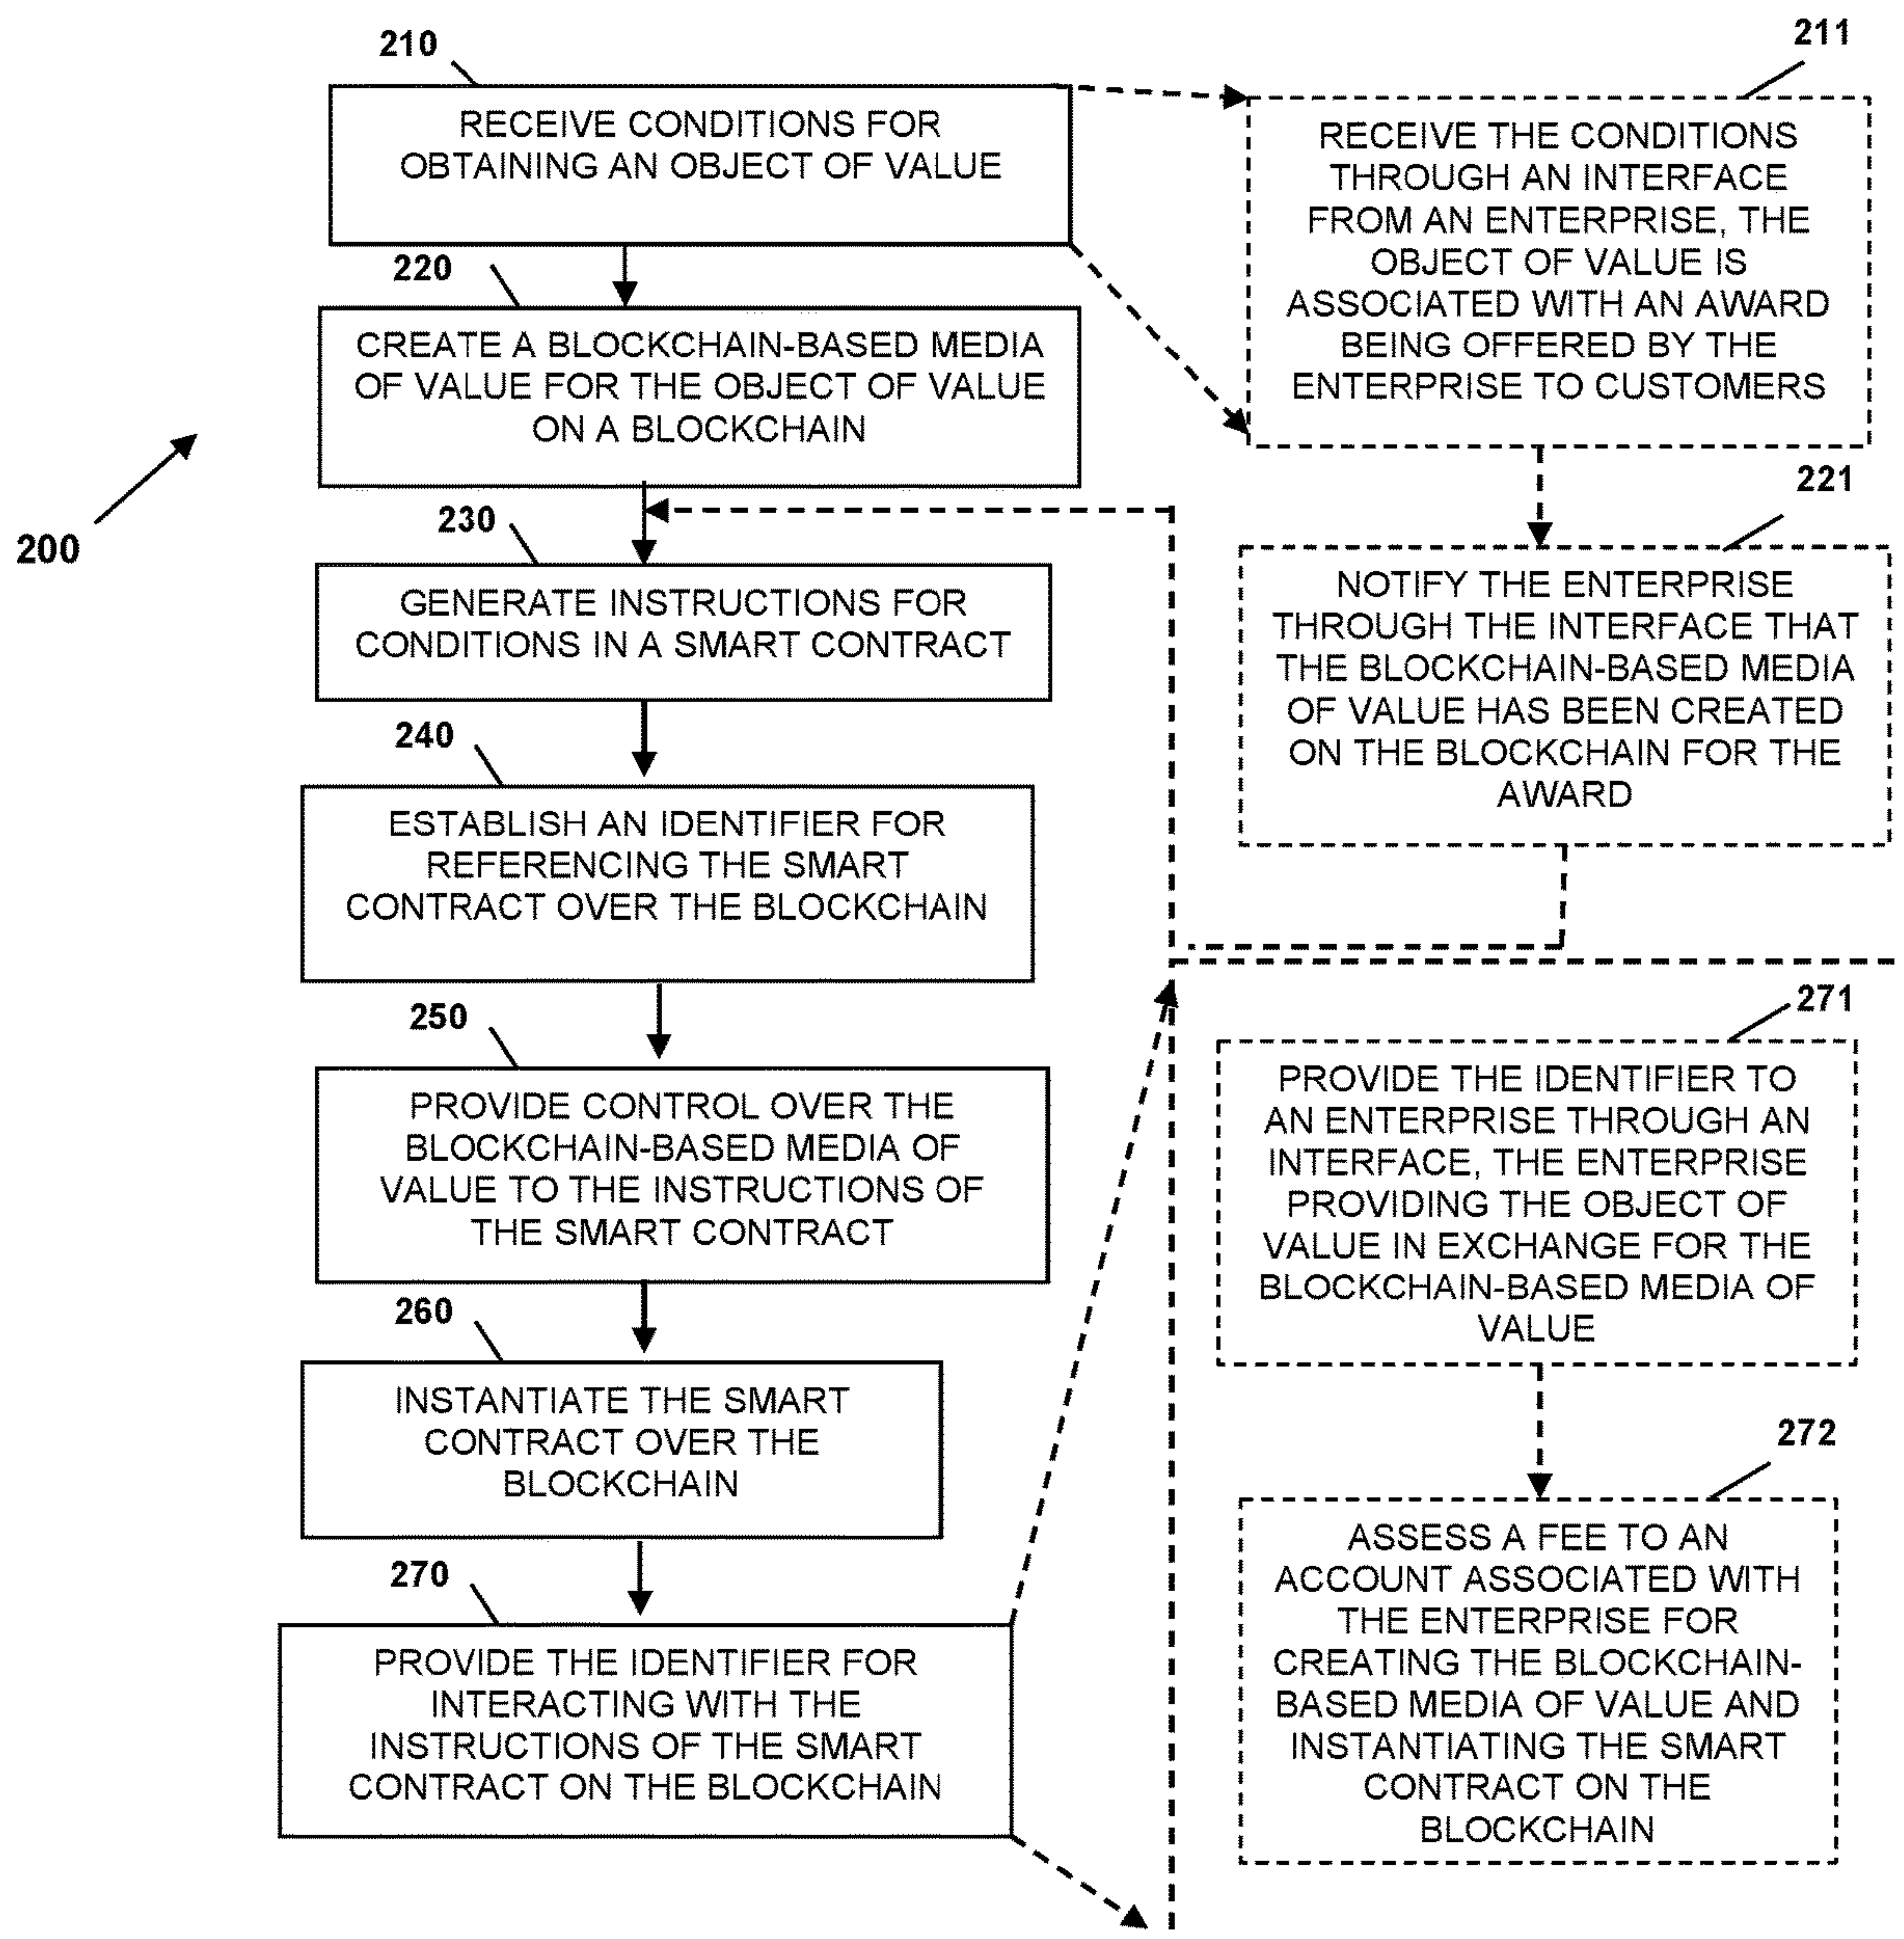 210
RECEIVE CONDITIONS FOR
OBTAINING AN OBJECT OF VALUE
220
CREATE A BLOCKCHAIN-BASED MEDIA
OF VALUE FOR THE OBJECT OF VALUE
ON A BLOCKCHAIN
200
230
GENERATE INSTRUCTIONS FOR
CONDITIONS IN A SMART CONTRACT
240
ESTABLISH AN IDENTIFIER FOR
REFERENCING THE SMART
CONTRACT OVER THE BLOCKCHAIN
250
PROVIDE CONTROL OVER THE
BLOCKCHAIN-BASED MEDIA OF
VALUE TO THE INSTRUCTIONS OF
THE SMART CONTRACT
260
INSTANTIATE THE SMART
CONTRACT OVER THE
BLOCKCHAIN
270
PROVIDE THE IDENTIFIER FOR
INTERACTING WITH THE
INSTRUCTIONS OF THE SMART
CONTRACT ON THE BLOCKCHAIN
211
RECEIVE THE CONDITIONS
THROUGH AN INTERFACE
FROM AN ENTERPRISE, THE
OBJECT OF VALUE IS
ASSOCIATED WITH AN AWARD
BEING OFFERED BY THE
ENTERPRISE TO CUSTOMERS
221
NOTIFY THE ENTERPRISE
THROUGH THE INTERFACE THAT
THE BLOCKCHAIN-BASED MEDIA
OF VALUE HAS BEEN CREATED
ON THE BLOCKCHAIN FOR THE
AWARD
271
PROVIDE THE IDENTIFIER TO
AN ENTERPRISE THROUGH AN
INTERFACE, THE ENTERPRISE
PROVIDING THE OBJECT OF
VALUE IN EXCHANGE FOR THE
BLOCKCHAIN-BASED MEDIA OF
VALUE
272
ASSESS A FEE TO AN
ACCOUNT ASSOCIATED WITH
THE ENTERPRISE FOR
CREATING THE BLOCKCHAIN-
BASED MEDIA OF VALUE AND
INSTANTIATING THE SMART
CONTRACT ON THE
BLOCKCHAIN